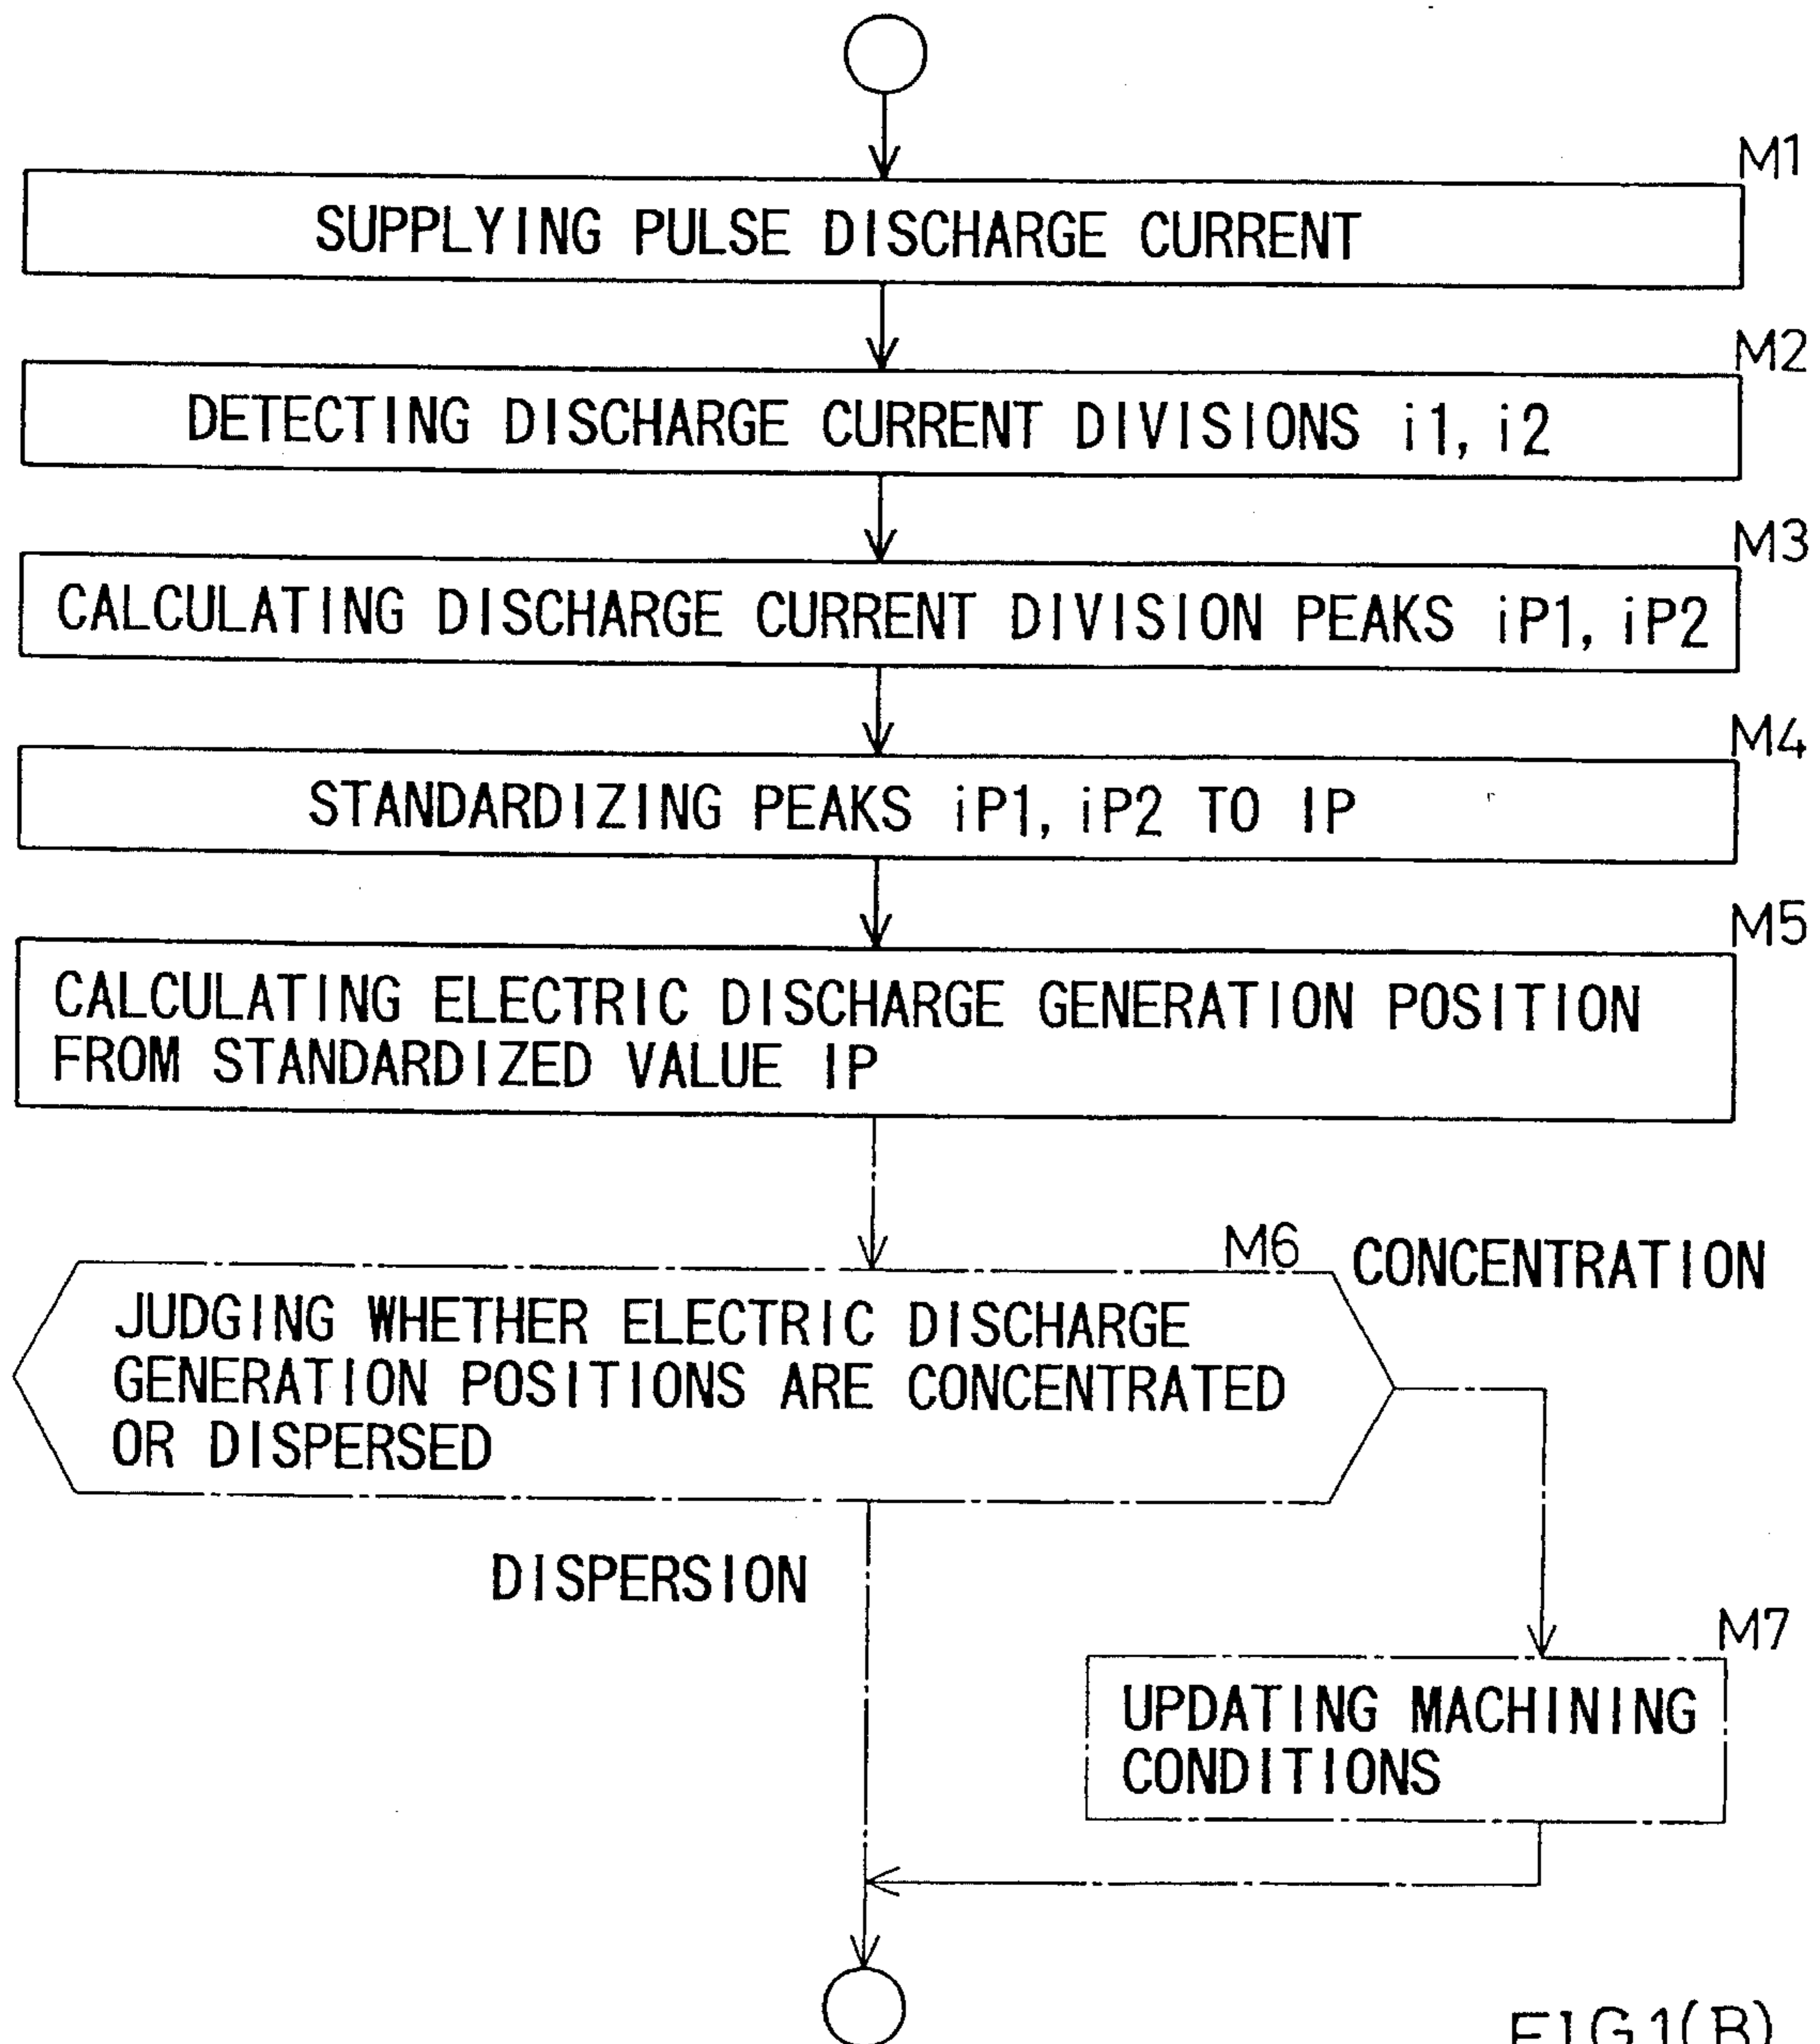 M1
SUPPLYING PULSE DISCHARGE CURRENT
M2
DETECTING DISCHARGE CURRENT DIVISIONS i1, i2
M3
CALCULATING DISCHARGE CURRENT DIVISION PEAKS iP1, iP2
M4
STANDARDIZING PEAKS iP1, iP2 TO IP
M5
CALCULATING ELECTRIC DISCHARGE GENERATION POSITION
FROM STANDARDIZED VALUE IP
M6
CONCENTRATION
JUDGING WHETHER ELECTRIC DISCHARGE
GENERATION POSITIONS ARE CONCENTRATED
OR DISPERSED
DISPERSION
M7
UPDATING MACHINING
CONDITIONS
FIG.1(B)